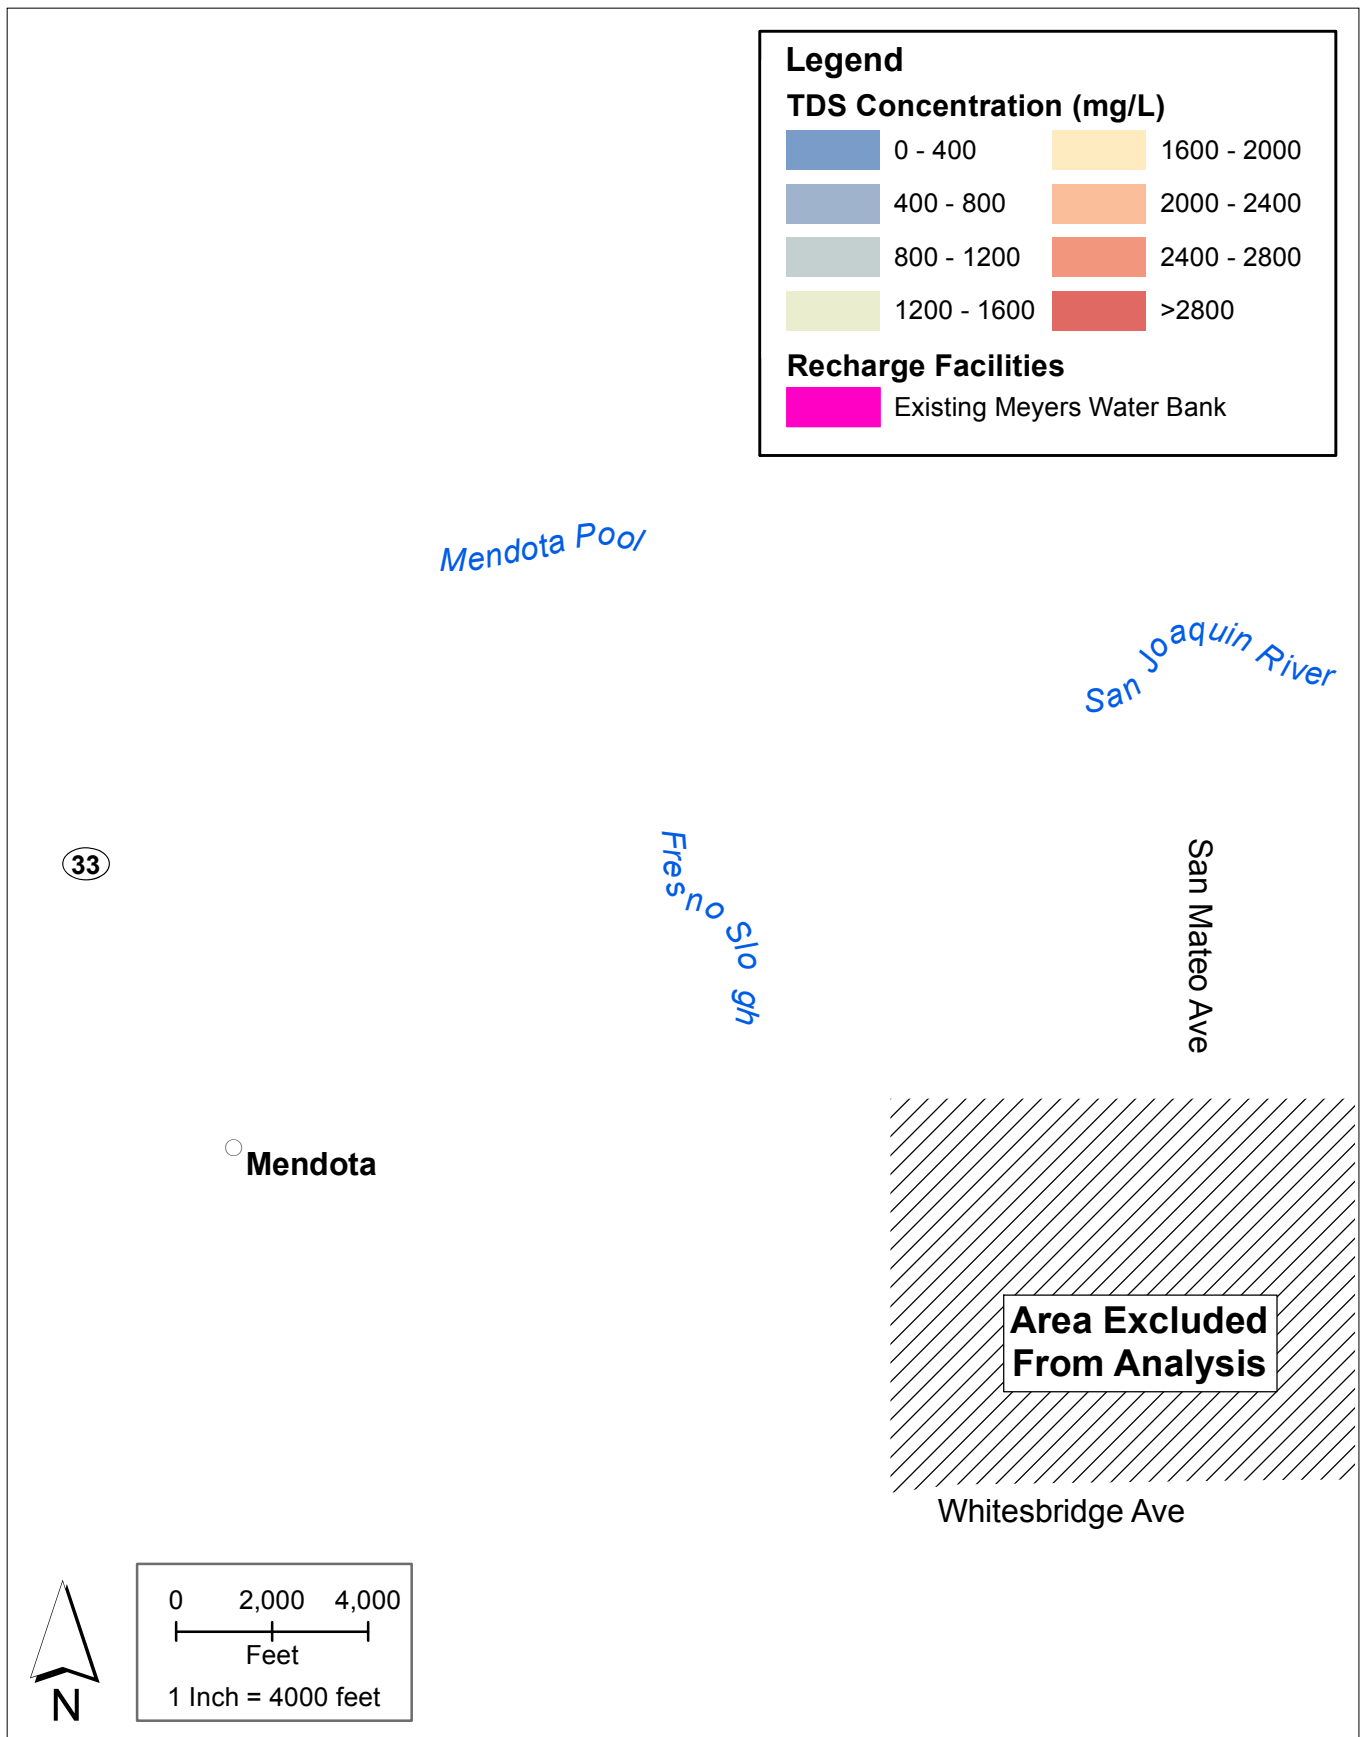 Legend
TDS Concentration (mg/L)
0 - 400
1600 - 2000
400 - 800
2000 - 2400
800 - 1200
2400 - 2800
1200 - 1600
>2800
Recharge Facilities
Existing Meyers Water Bank
Mendota Pool
San Joaquin River
33
Fresno Slo gh
San Mateo Ave
Mendota
Area Excluded
From Analysis
Whitesbridge Ave
0 2,000 4,000
Feet
1 Inch = 4000 feet
N